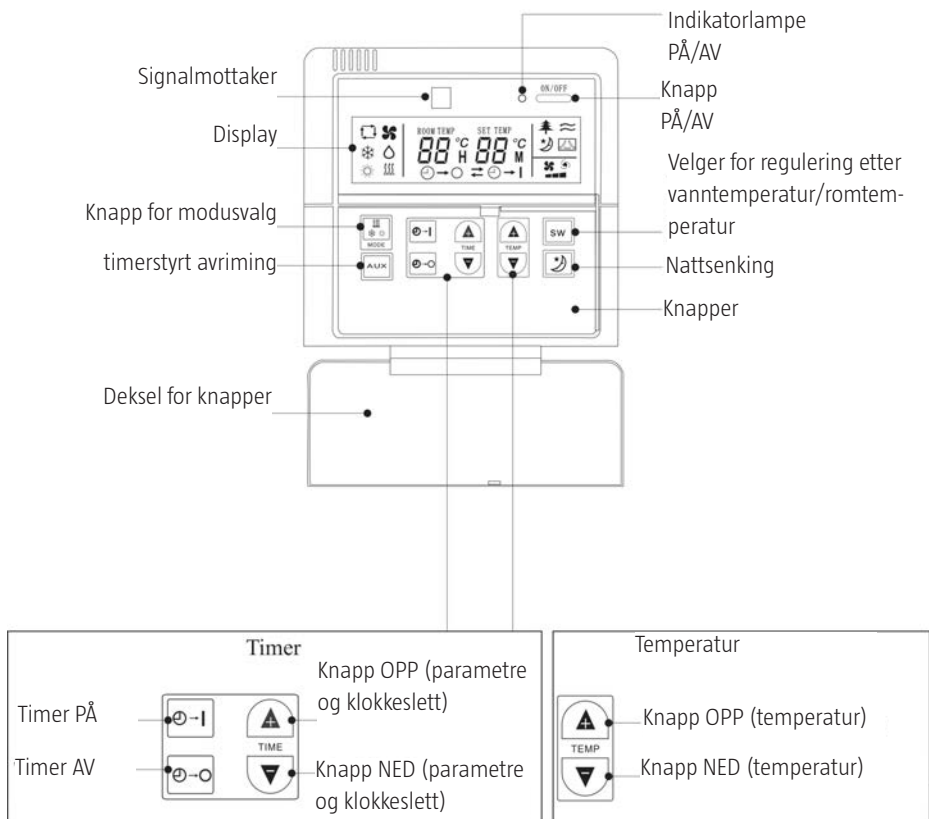 Indikatorlampe
PÅ/AV
Signalmottaker
ON/OFF
Knapp
PÅ/AV
Display
ROOM TEMP SET TEMP
88 °C H 88 °C M
Velger for regulering etter
vanntemperatur/romtem-
peratur
Knapp for modusvalg
MODE
TIME
TEMP
SW
timerstyrt avriming
AUX
Nattsenking
Knapper
Deksel for knapper
Timer
Knapp OPP (parametre
og klokkeslett)
Timer PÅ
TIME
Timer AV
Knapp NED (parametre
og klokkeslett)
Temperatur
Knapp OPP (temperatur)
TEMP
Knapp NED (temperatur)